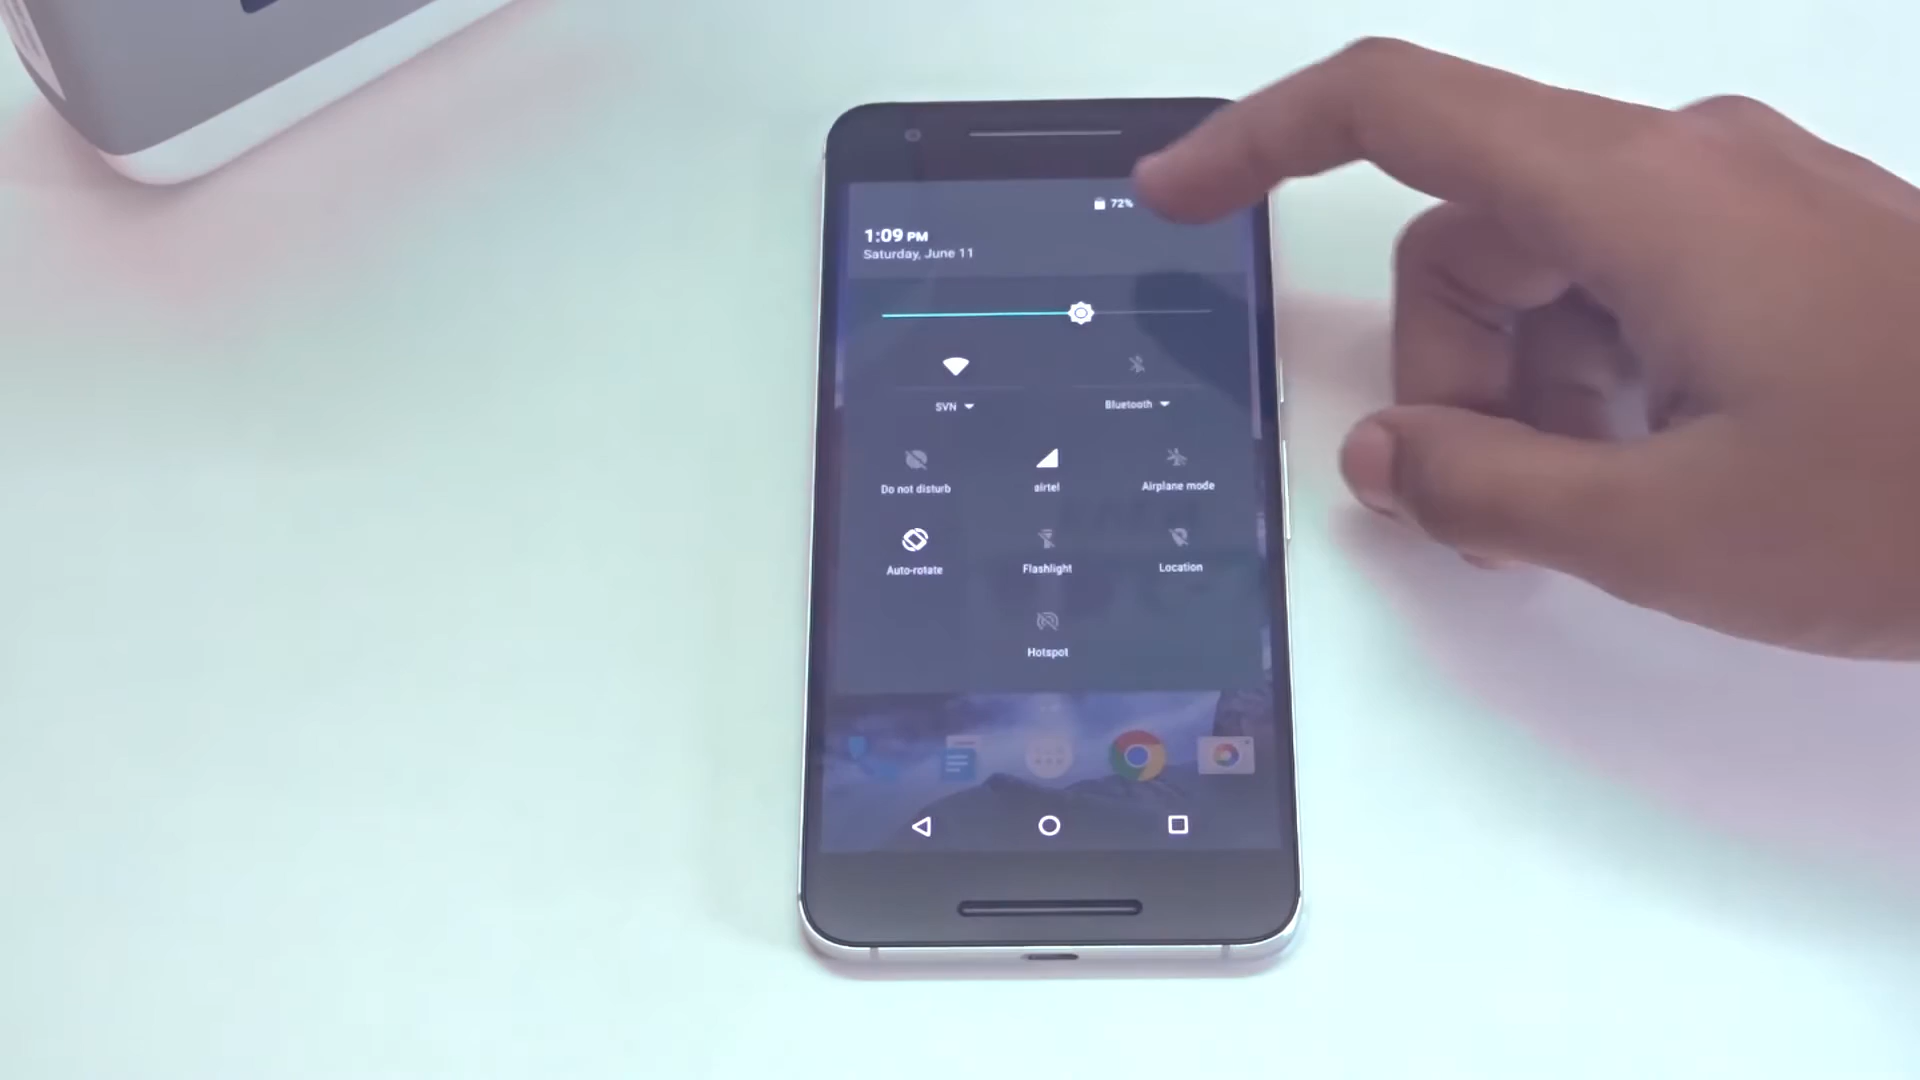 72%
1:09 PM
Saturday, June 11
SVN
Bluetooth
Do not disturb
airtel
Airplane mode
Auto-rotate
Flashlight
Location
Hotspot